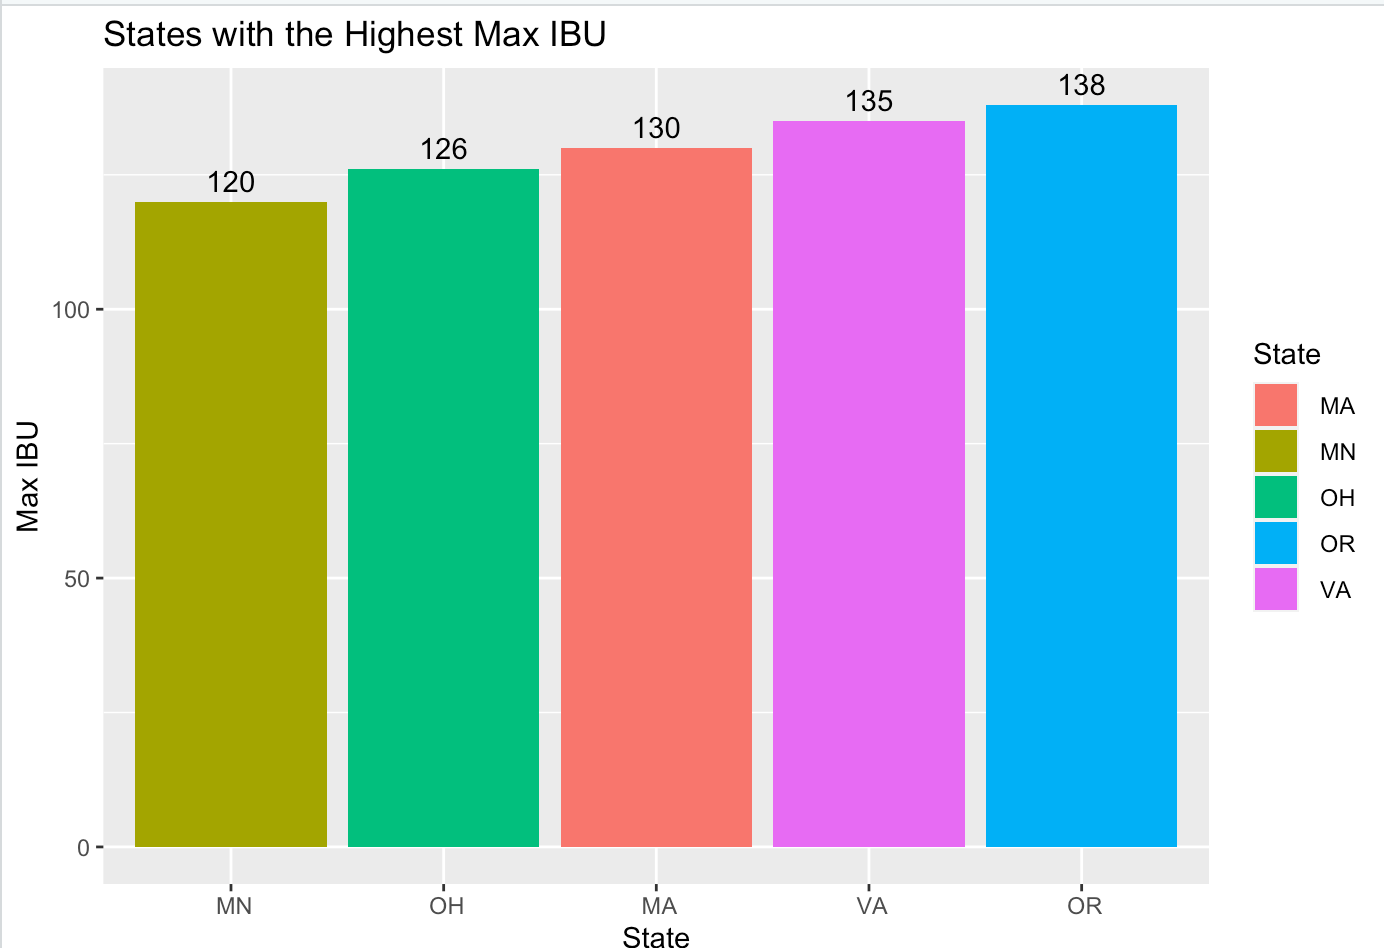 States with the Highest Max IBU
120
126
130
135
138
100
50
0
Max IBU
MN
OH
MA
VA
OR
State
State
MA
MN
OH
OR
VA